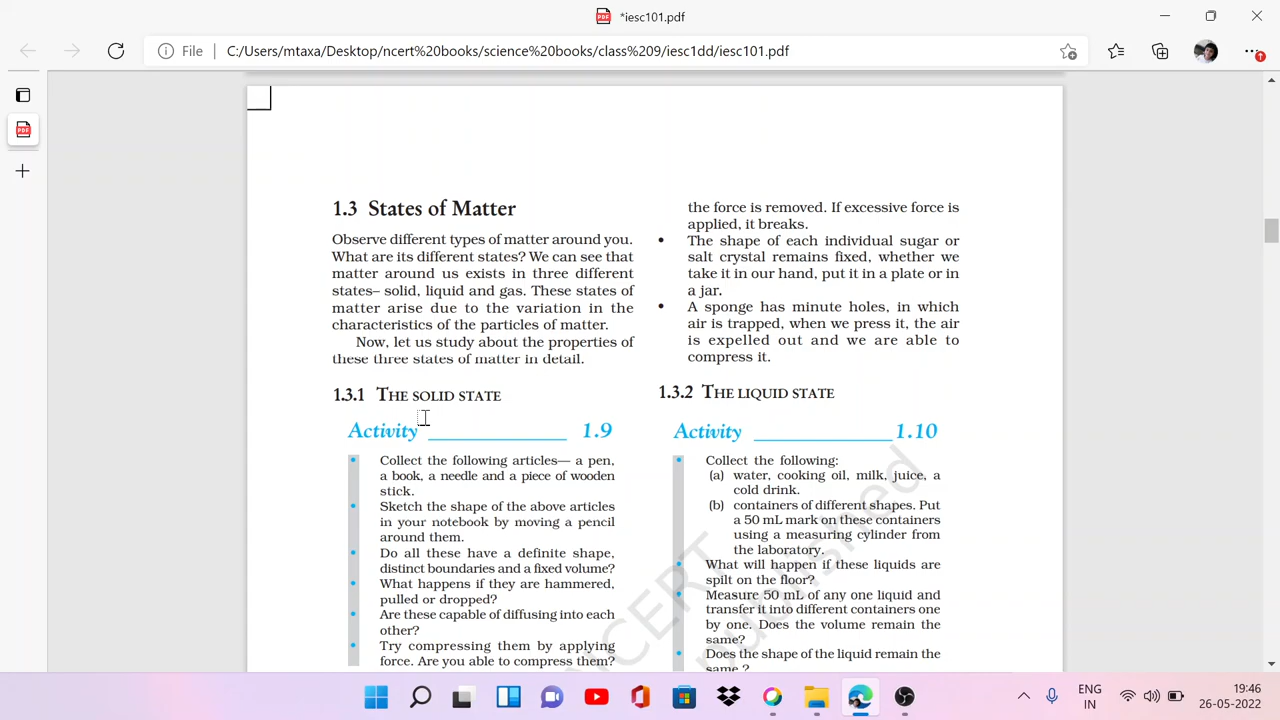 *iesc101.pdf
File
C:/Users/mtaxa/Desktop/ncert%20books/science%20books/class%209/iesc1dd/iesc101.pdf
1.3 States of Matter
Observe different types of matter around you.
What are its different states? We can see that
matter around us exists in three different
states– solid, liquid and gas. These states of
matter arise due to the variation in the
characteristics of the particles of matter.
Now, let us study about the properties of
these three states of matter in detail.
1.3.1 THE SOLID STATE
Activity ______________ 1.9
• Collect the following articles— a pen,
a book, a needle and a piece of wooden
stick.
• Sketch the shape of the above articles
in your notebook by moving a pencil
around them.
• Do all these have a definite shape,
distinct boundaries and a fixed volume?
• What happens if they are hammered,
pulled or dropped?
• Are these capable of diffusing into each
other?
• Try compressing them by applying
force. Are you able to compress them?
the force is removed. If excessive force is
applied, it breaks.
• The shape of each individual sugar or
salt crystal remains fixed, whether we
take it in our hand, put it in a plate or in
a jar.
• A sponge has minute holes, in which
air is trapped, when we press it, the air
is expelled out and we are able to
compress it.
1.3.2 THE LIQUID STATE
Activity ______________ 1.10
• Collect the following:
(a) water, cooking oil, milk, juice, a
cold drink.
(b) containers of different shapes. Put
a 50 mL mark on these containers
using a measuring cylinder from
the laboratory.
• What will happen if these liquids are
spilt on the floor?
• Measure 50 mL of any one liquid and
transfer it into different containers one
by one. Does the volume remain the
same?
• Does the shape of the liquid remain the
same ?
NCERT
published
ENG
IN
19:46
26-05-2022